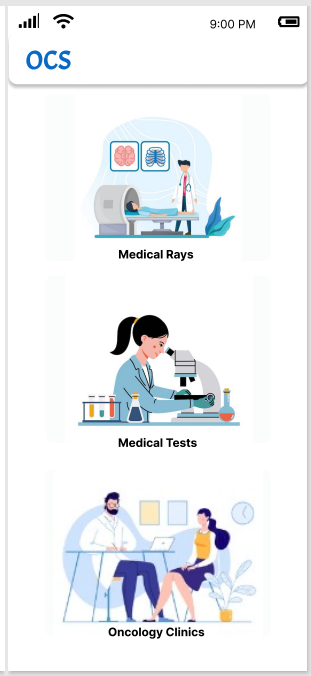 9:00 PM
OCS
Medical Rays
Medical Tests
Oncology Clinics